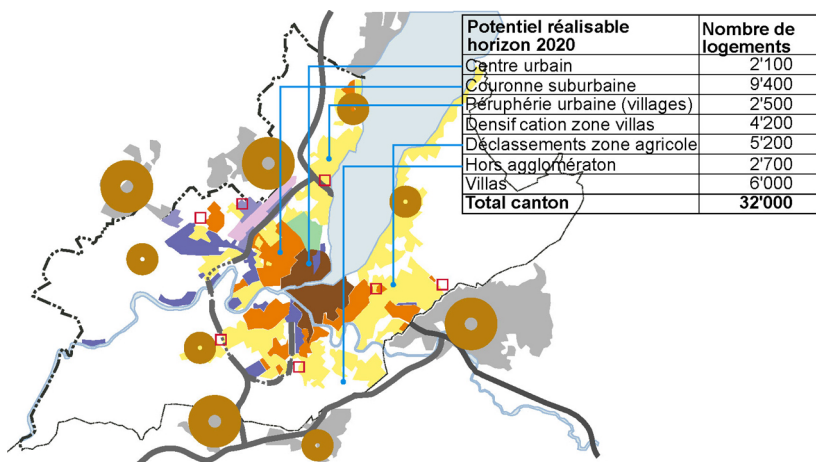 Potentiel réalisable Nombre de
horizon 2020 logements
Centre urbain 2'100
Couronne suburbaine 9'400
Péruphérie urbaine (villages) 2'500
Densif cation zone villas 4'200
Déclassements zone agricole 5'200
Hors agglomératon 2'700
Villas 6'000
Total canton 32'000